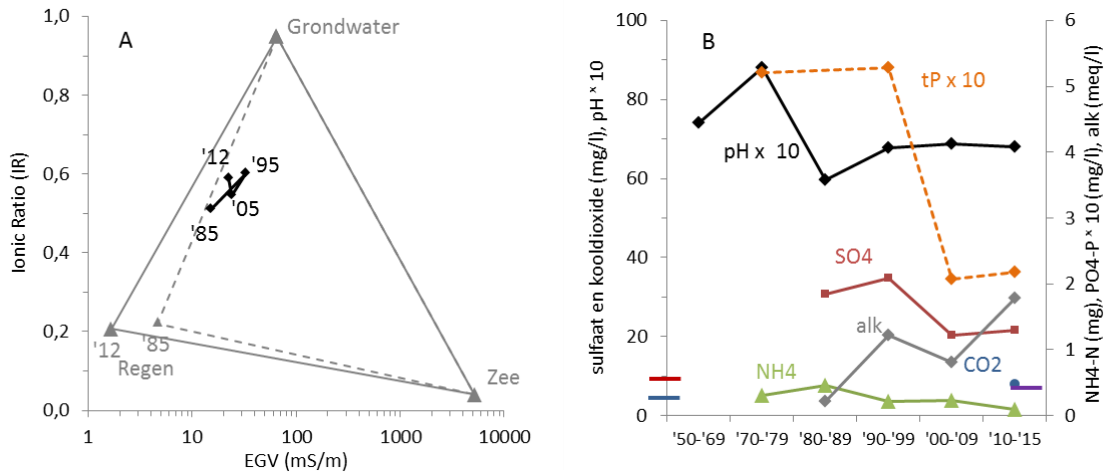 A
Grondwater
Ionic Ratio (IR)
1,0
0,8
0,6
0,4
0,2
0,0
'12
'95
'05
'85
'12
'85
Regen
Zee
1
10
100
1000
10000
EGV (mS/m)
B
sulfaat en kooldioxide (mg/l), pH * 10
100
80
60
40
20
0
tP x 10
pH x 10
SO4
alk
NH4
CO2
6
5
4
3
2
1
0
NH4-N (mg), PO4-P * 10 (mg/l), alk (meq/l)
'50-'69
'70-'79
'80-'89
'90-'99
'00-'09
'10-'15